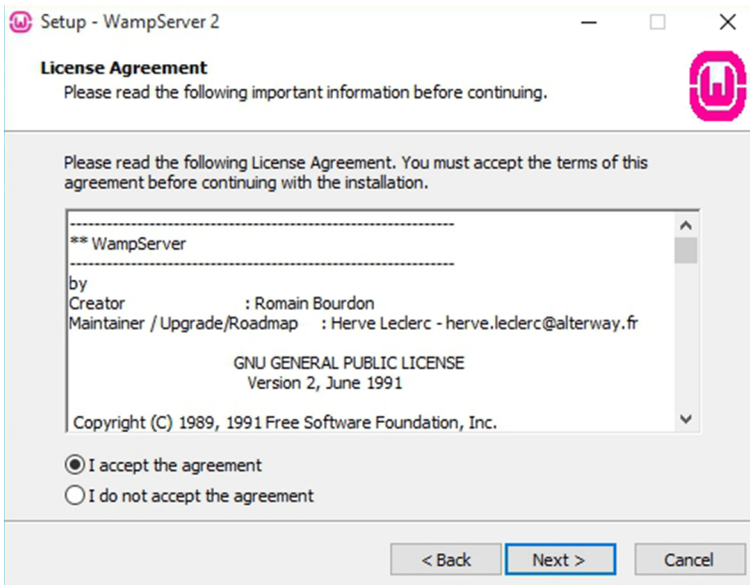 Setup - WampServer 2
License Agreement
Please read the following important information before continuing.
Please read the following License Agreement. You must accept the terms of this
agreement before continuing with the installation.
------------------------------------------------------------
** WampServer
------------------------------------------------------------
by
Creator : Romain Bourdon
Maintainer / Upgrade/Roadmap : Herve Leclerc - herve.leclerc@alterway.fr
GNU GENERAL PUBLIC LICENSE
Version 2, June 1991
Copyright (C) 1989, 1991 Free Software Foundation, Inc.
I accept the agreement
I do not accept the agreement
< Back Next > Cancel